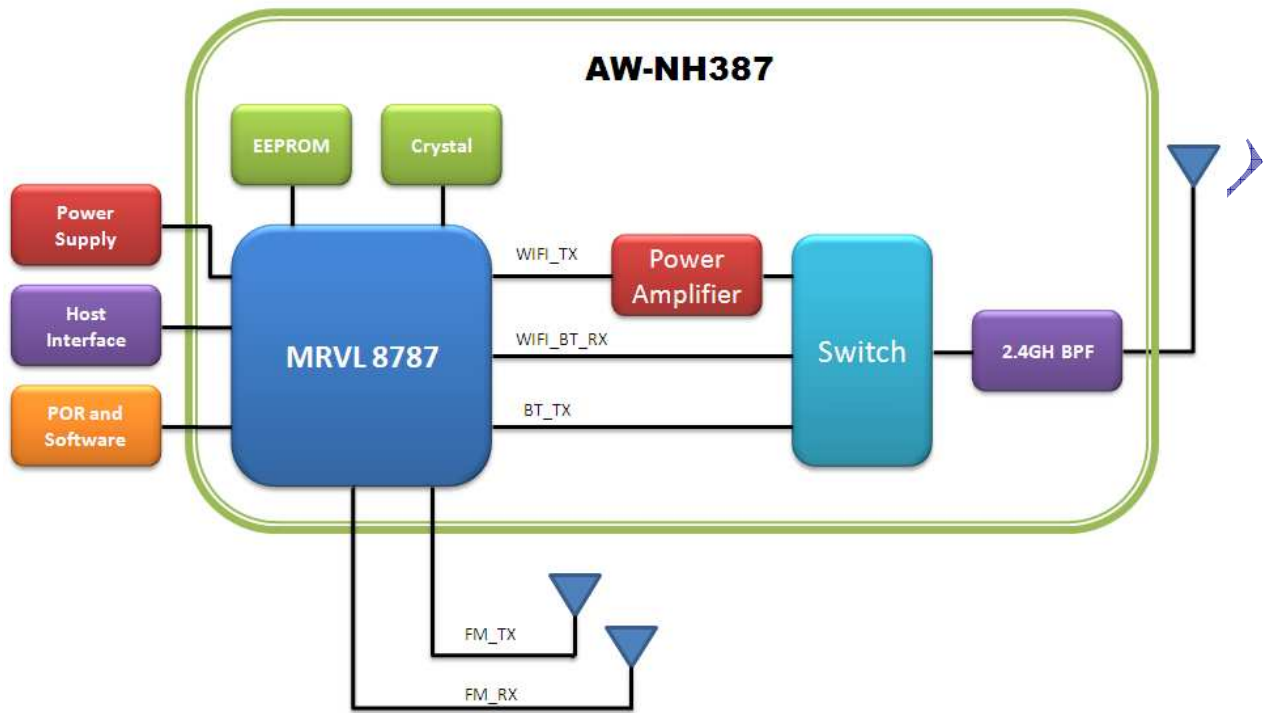 AW-NH387
EEPROM
Crystal
Power
Supply
Host
Interface
POR and
Software
MRVL 8787
WIFI_TX
Power
Amplifier
WIFI_BT_RX
BT_TX
Switch
2.4GH BPF
FM_TX
FM_RX